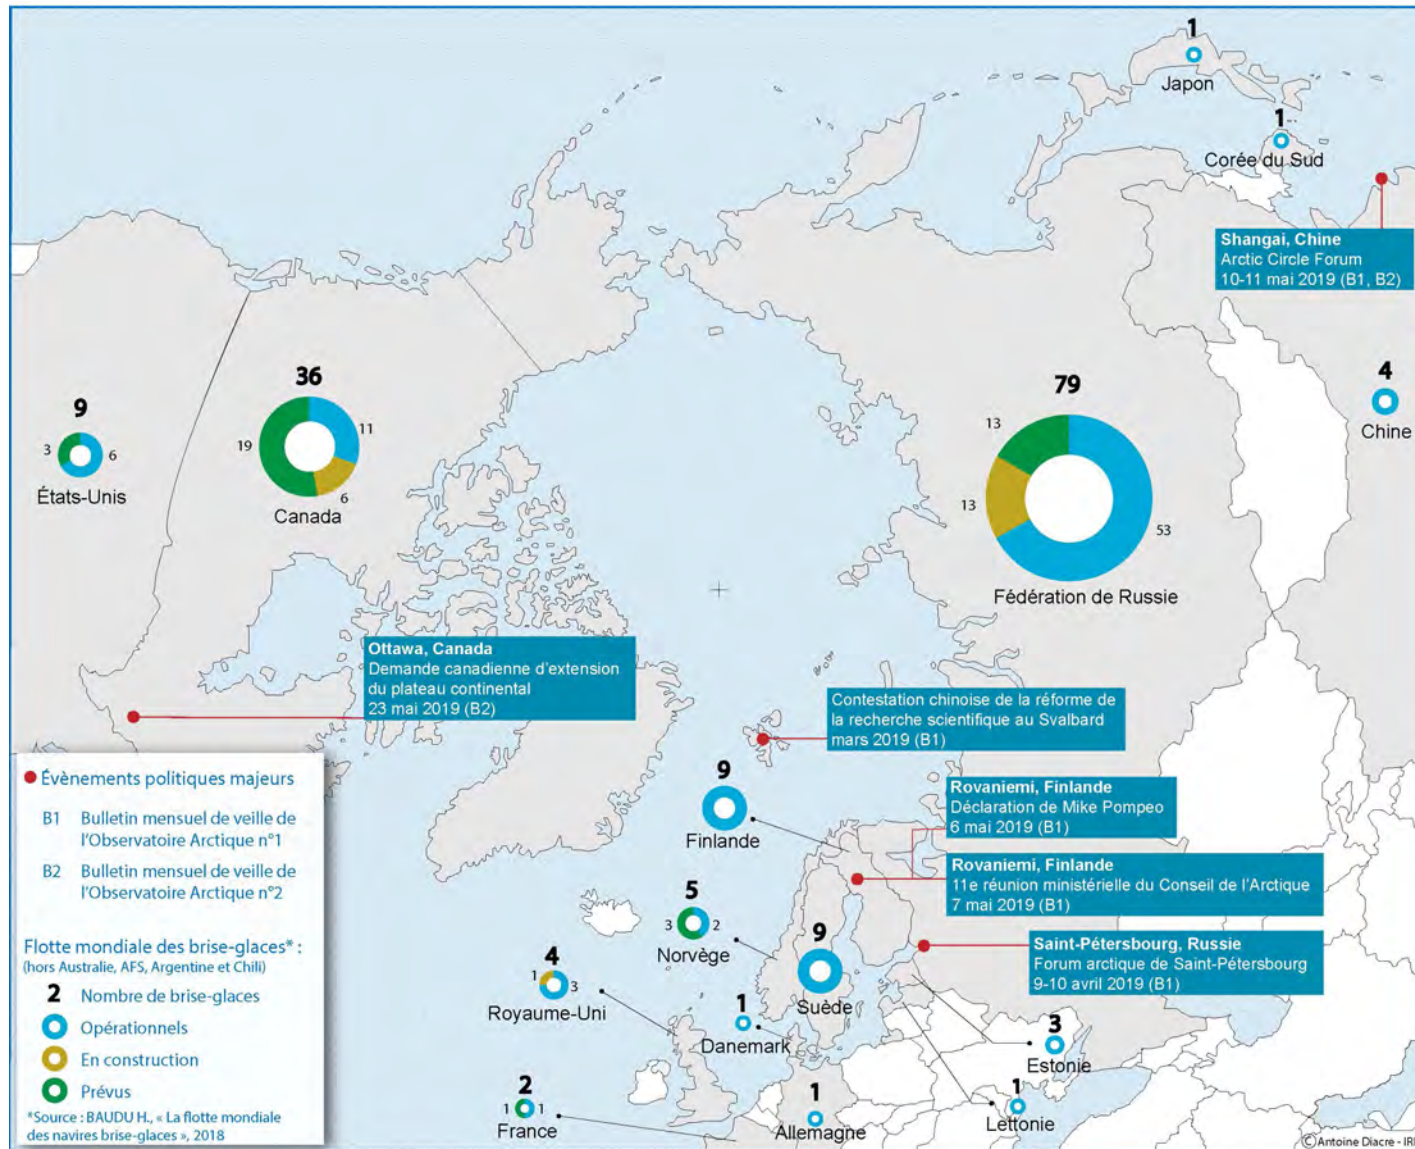 1
Japon
1
Corée du Sud
Shangai, Chine
Arctic Circle Forum
10-11 mai 2019 (B1, B2)
36
79
4
9
13
11
Chine
3
6
19
États-Unis
6
13
53
Canada
Fédération de Russie
Ottawa, Canada
Demande canadienne d'extension
du plateau continental
23 mai 2019 (B2)
Contestation chinoise de la réforme de
la recherche scientifique au Svalbard
mars 2019 (B1)
9
Finlande
Rovaniemi, Finlande
Déclaration de Mike Pompeo
6 mai 2019 (B1)
Rovaniemi, Finlande
11e réunion ministérielle du Conseil de l'Arctique
7 mai 2019 (B1)
5
3
2
Norvège
9
Suède
Saint-Pétersbourg, Russie
Forum arctique de Saint-Pétersbourg
9-10 avril 2019 (B1)
4
1
3
Royaume-Uni
1
Danemark
3
Estonie
2
1
1
France
1
Allemagne
1
Lettonie
Évènements politiques majeurs
B1 Bulletin mensuel de veille de
l'Observatoire Arctique n°1
B2 Bulletin mensuel de veille de
l'Observatoire Arctique n°2
Flotte mondiale des brise-glaces* :
(hors Australie, AFS, Argentine et Chili)
2 Nombre de brise-glaces
Opérationnels
En construction
Prévus
*Source : BAUDU H., « La flotte mondiale
des navires brise-glaces », 2018
© Antoine Diacre - IRI